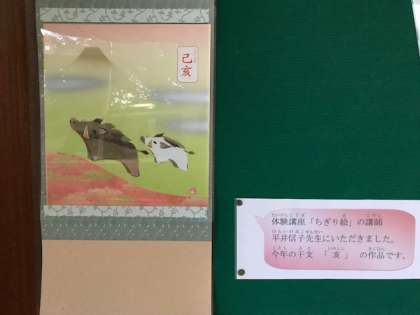 己亥
体験講座「ちぎり絵」の講師
平井信子先生にいただきました。
今年の干支 「 亥 」 の作品です。